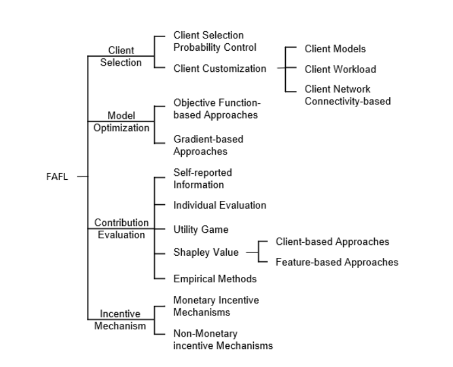 FAFL
Client
Selection
Client Selection
Probability Control
Client Customization
Client Models
Client Workload
Client Network
Connectivity-based
Model
Optimization
Objective Function-
based Approaches
Gradient-based
Approaches
Contribution
Evaluation
Self-reported
Information
Individual Evaluation
Utility Game
Shapley Value
Client-based Approaches
Feature-based Approaches
Empirical Methods
Incentive
Mechanism
Monetary Incentive
Mechanisms
Non-Monetary
incentive Mechanisms